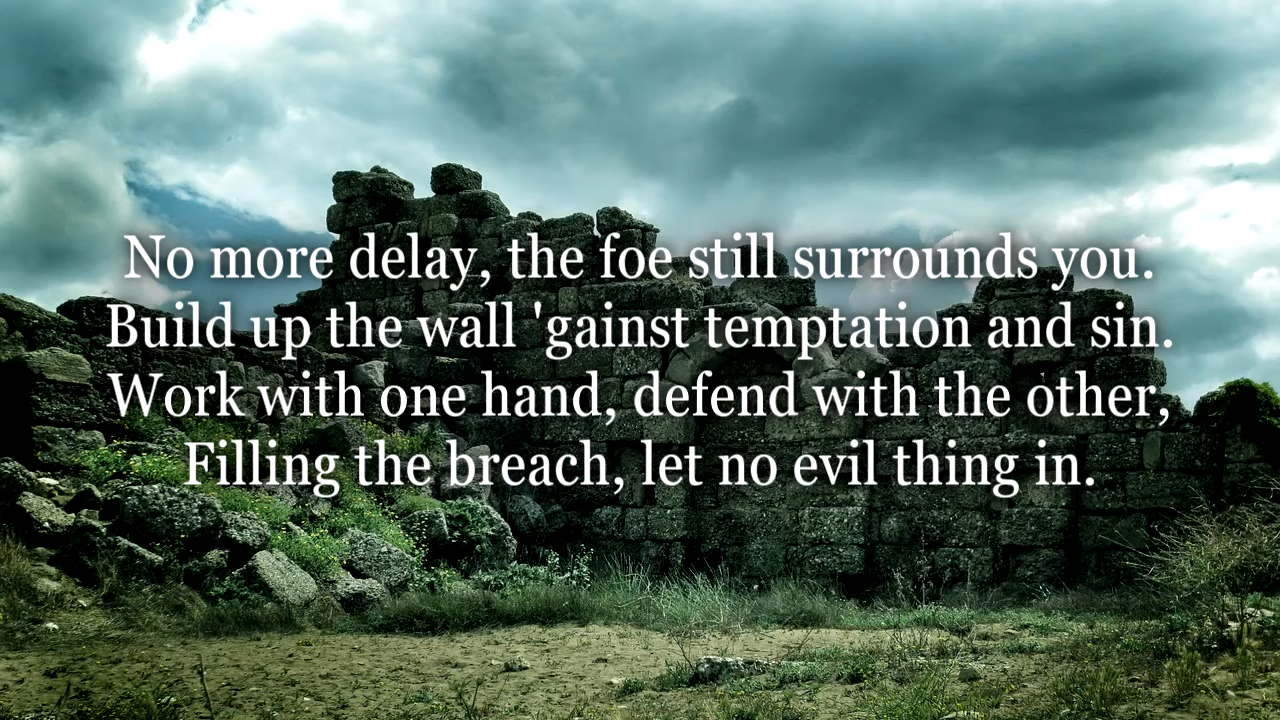 No more delay, the foe still surrounds you.
Build up the wall 'gainst temptation and sin.
Work with one hand, defend with the other,
Filling the breach, let no evil thing in.